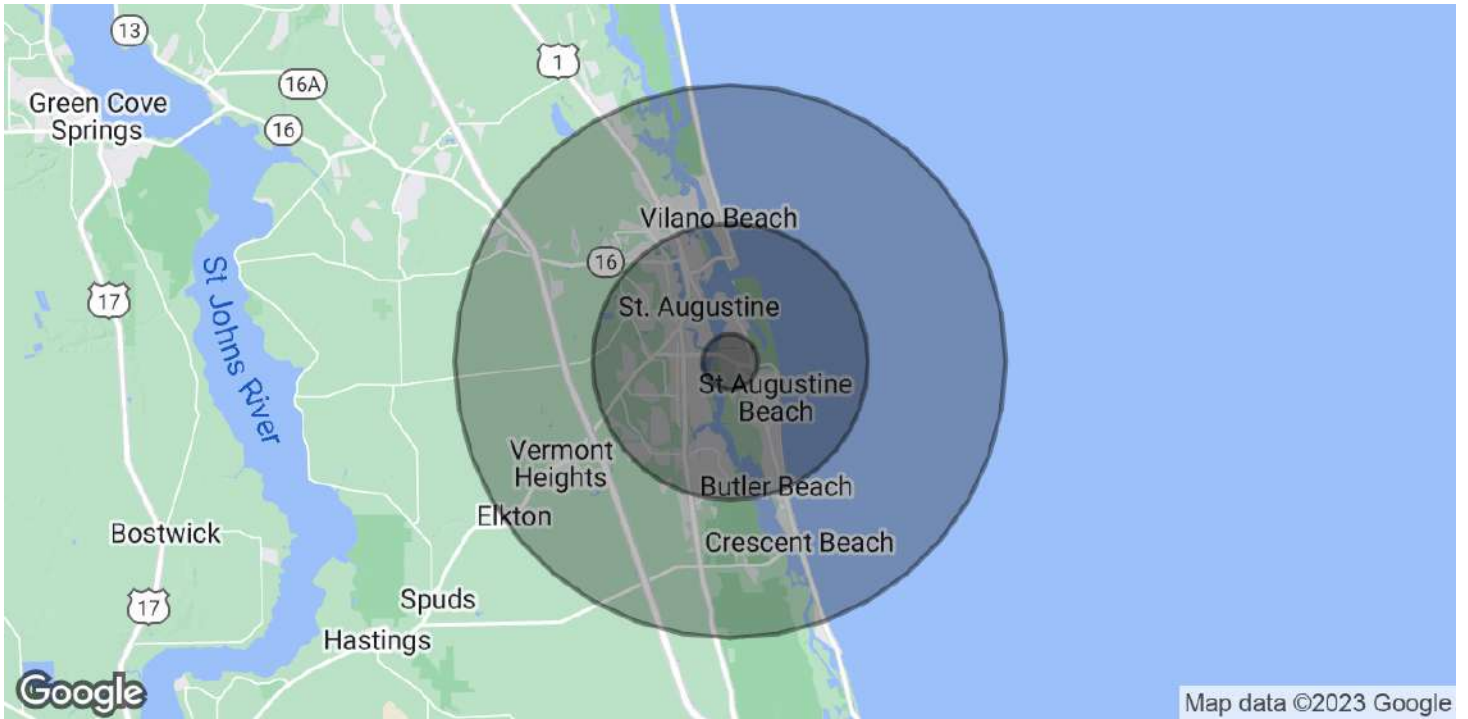 13
1
16A
Green Cove
Springs
16
Vilano Beach
16
17
St Johns River
St. Augustine
St Augustine
Beach
Vermont
Heights
Butler Beach
Elkton
Bostwick
Crescent Beach
17
Spuds
Hastings
Google
Map data ©2023 Google